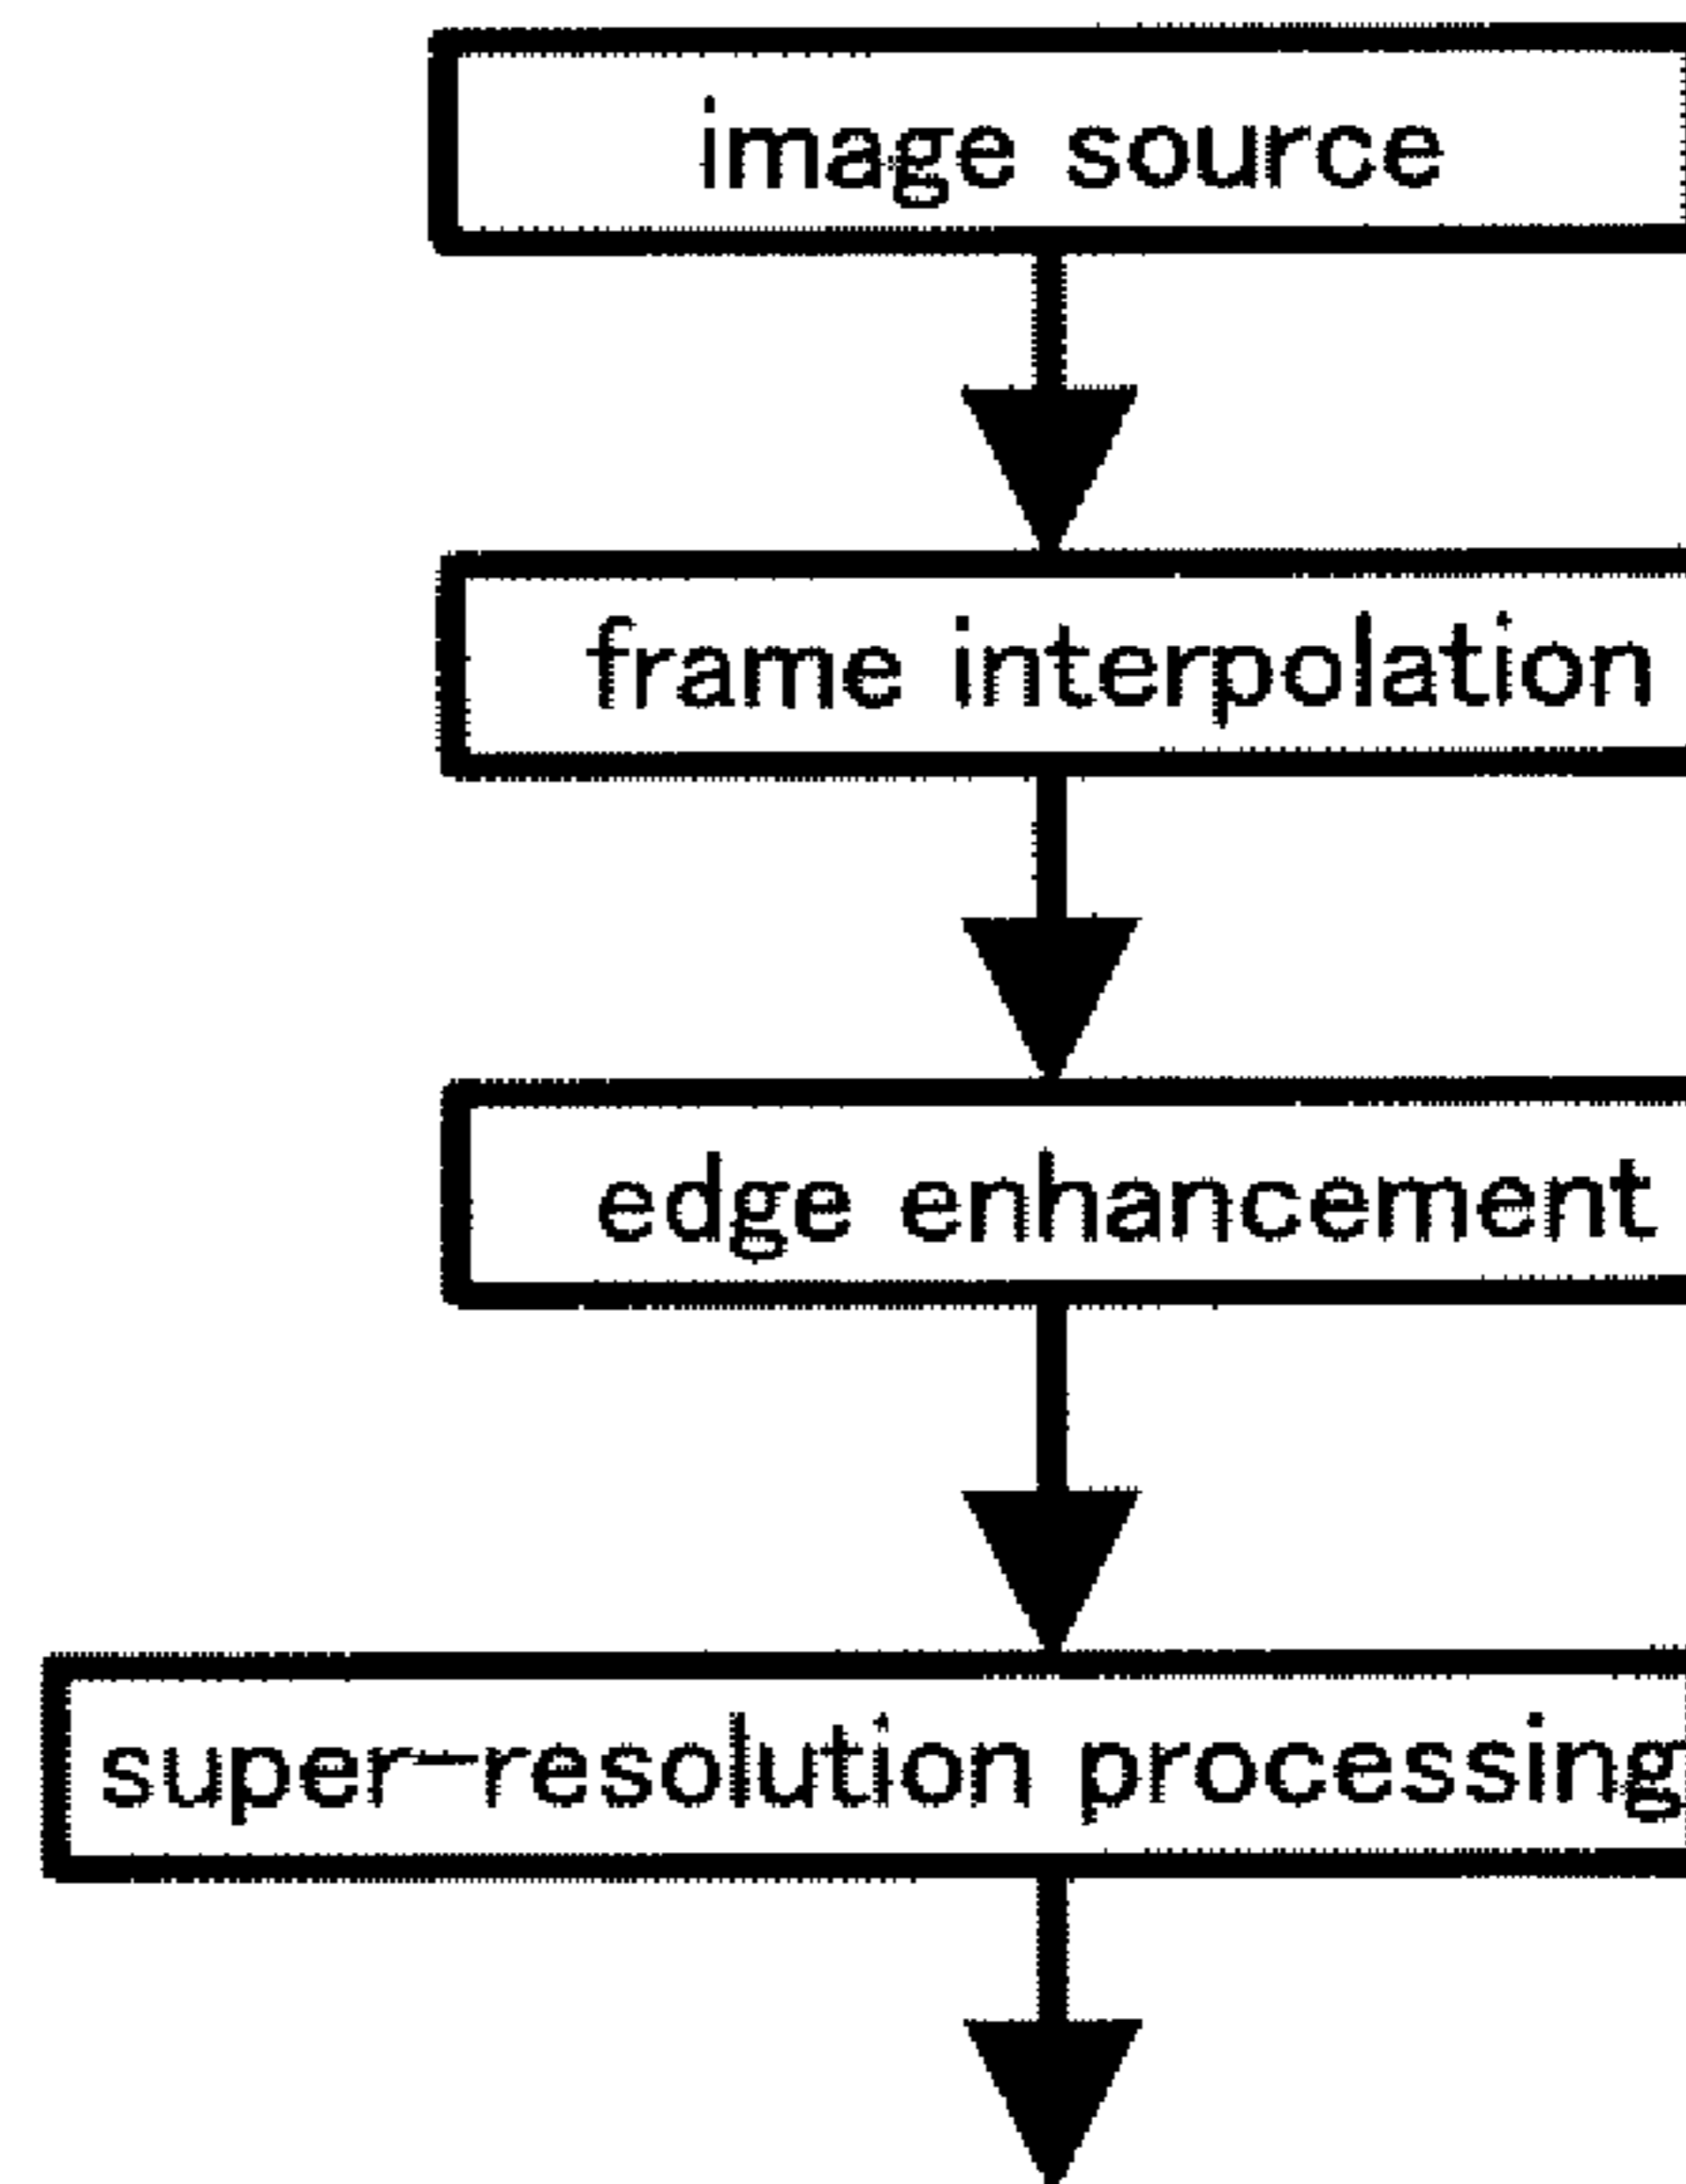 image source
frame interpolation
edge enhancement
super-resolution processing